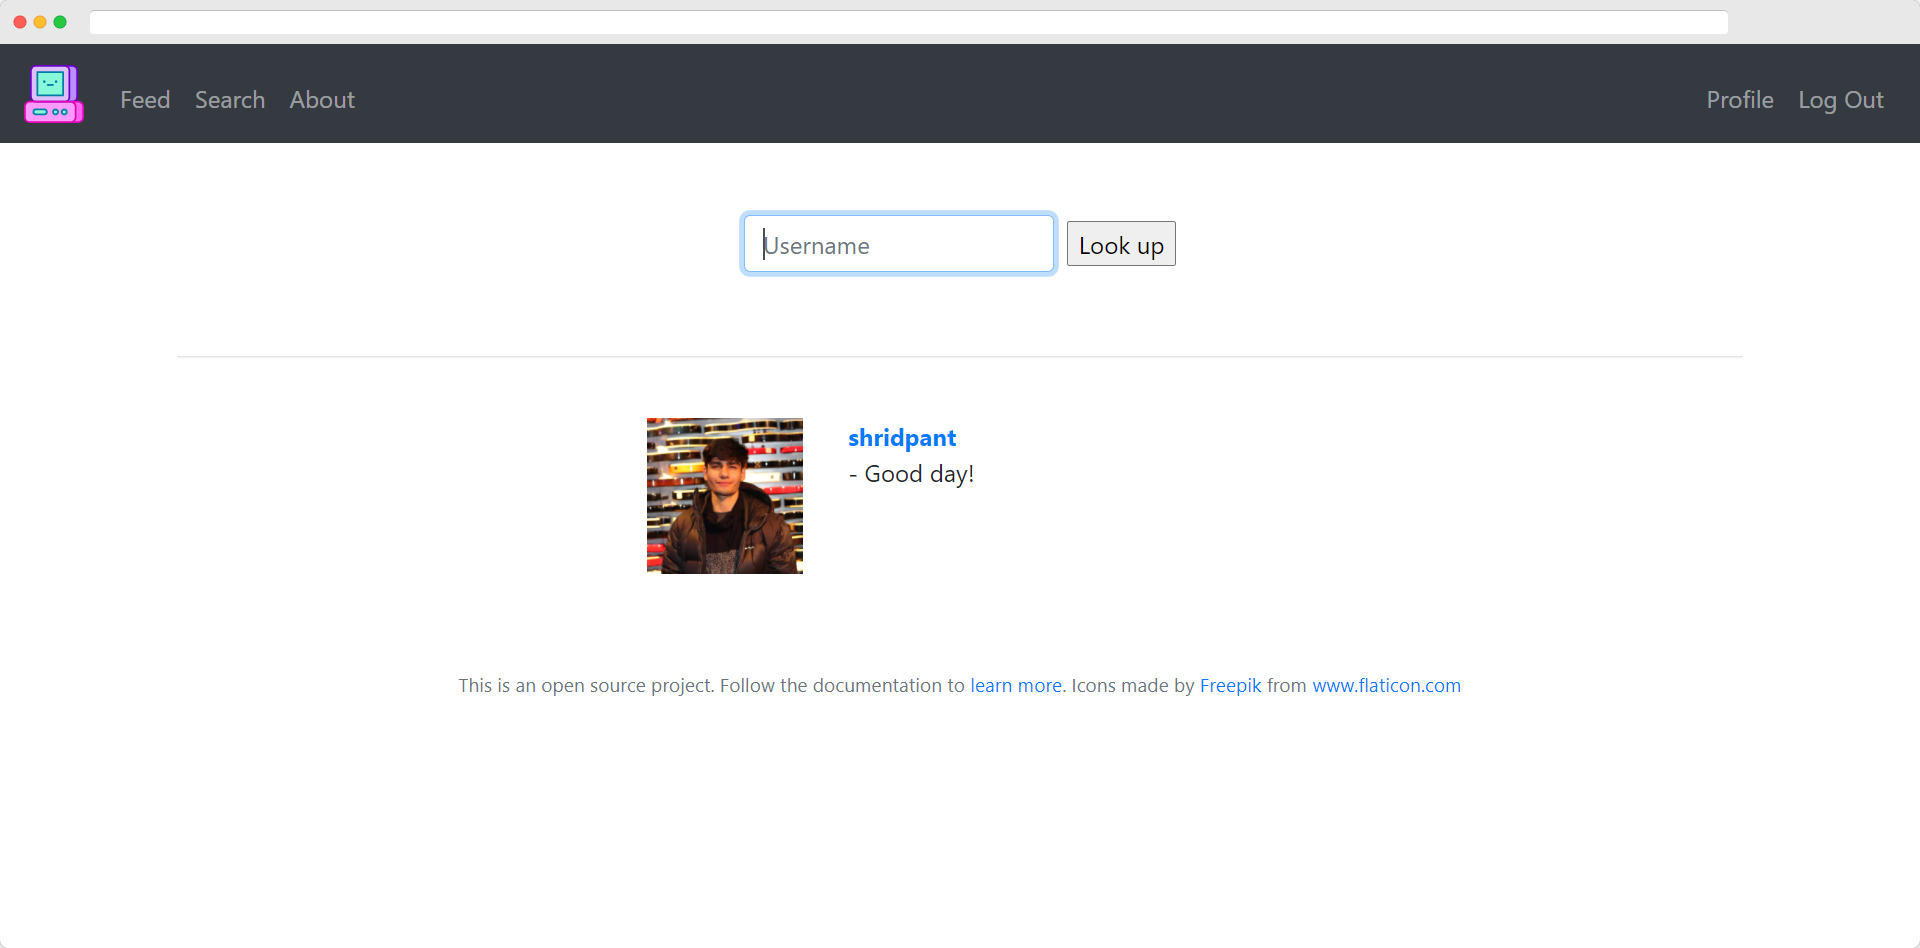 Feed Search About Profile Log Out
Username Look up
shridpant
- Good day!
This is an open source project. Follow the documentation to learn more. Icons made by Freepik from www.flaticon.com